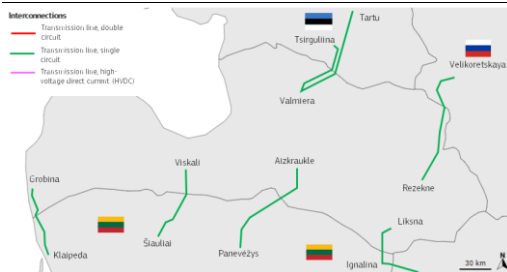 Interconnections
Transmission line, double
circuit
Transmission line, single
circuit
Transmission line, high-
voltage direct current (HVDC)
Tartu
Tsirguliina
Velikoretskaya
Valmiera
Viskali
Aizkraukle
Grobina
Rezekne
Liksna
Šiauliai
Panevėžys
Klaipeda
Ignalina
30 km
N